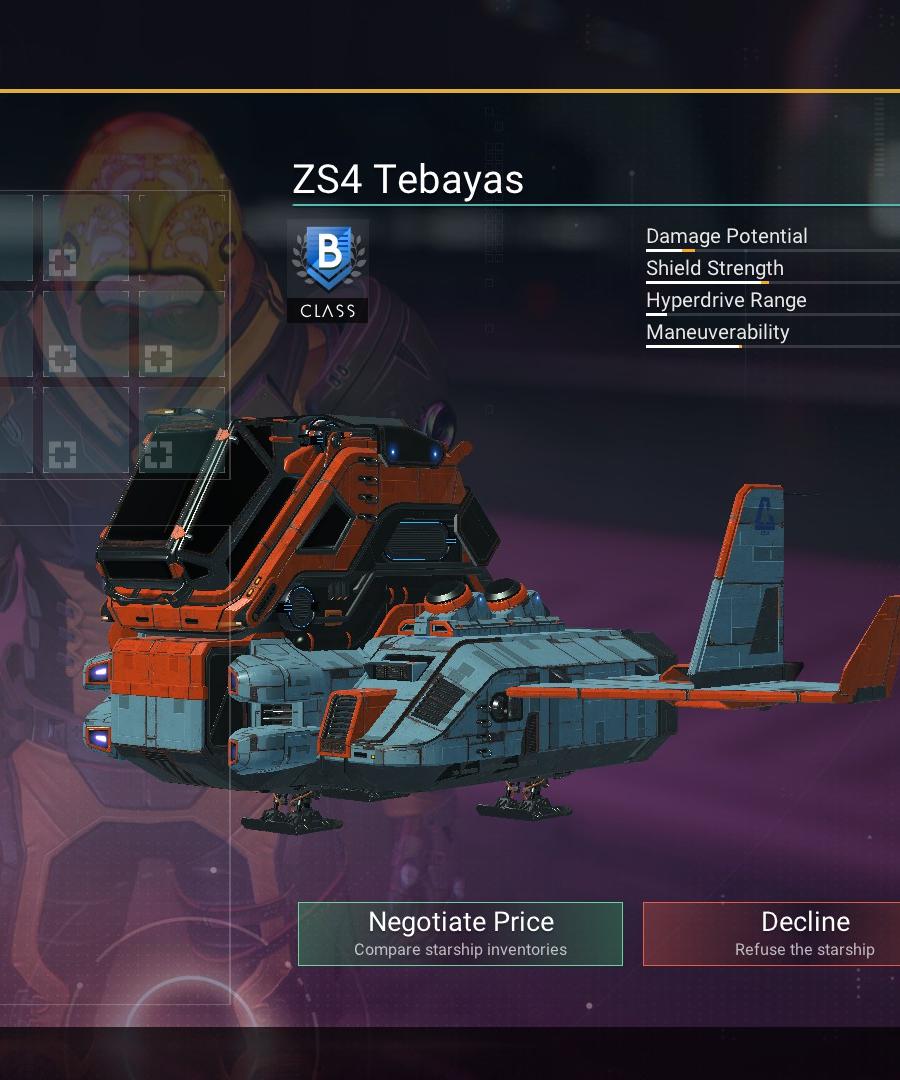 ZS4 Tebayas
B
CLASS
Damage Potential
Shield Strength
Hyperdrive Range
Maneuverability
Negotiate Price
Compare starship inventories
Decline
Refuse the starship